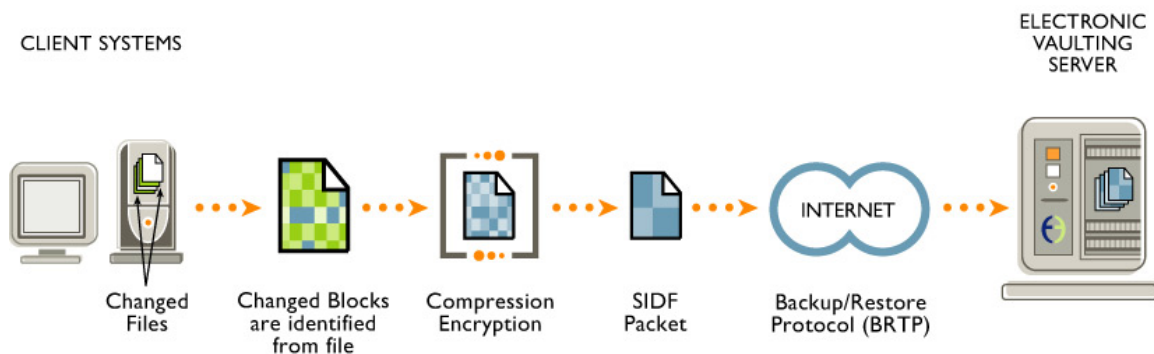 CLIENT SYSTEMS
ELECTRONIC
VAULTING
SERVER
INTERNET
Changed
Files
Changed Blocks
are identified
from file
Compression
Encryption
SIDF
Packet
Backup/Restore
Protocol (BRTP)